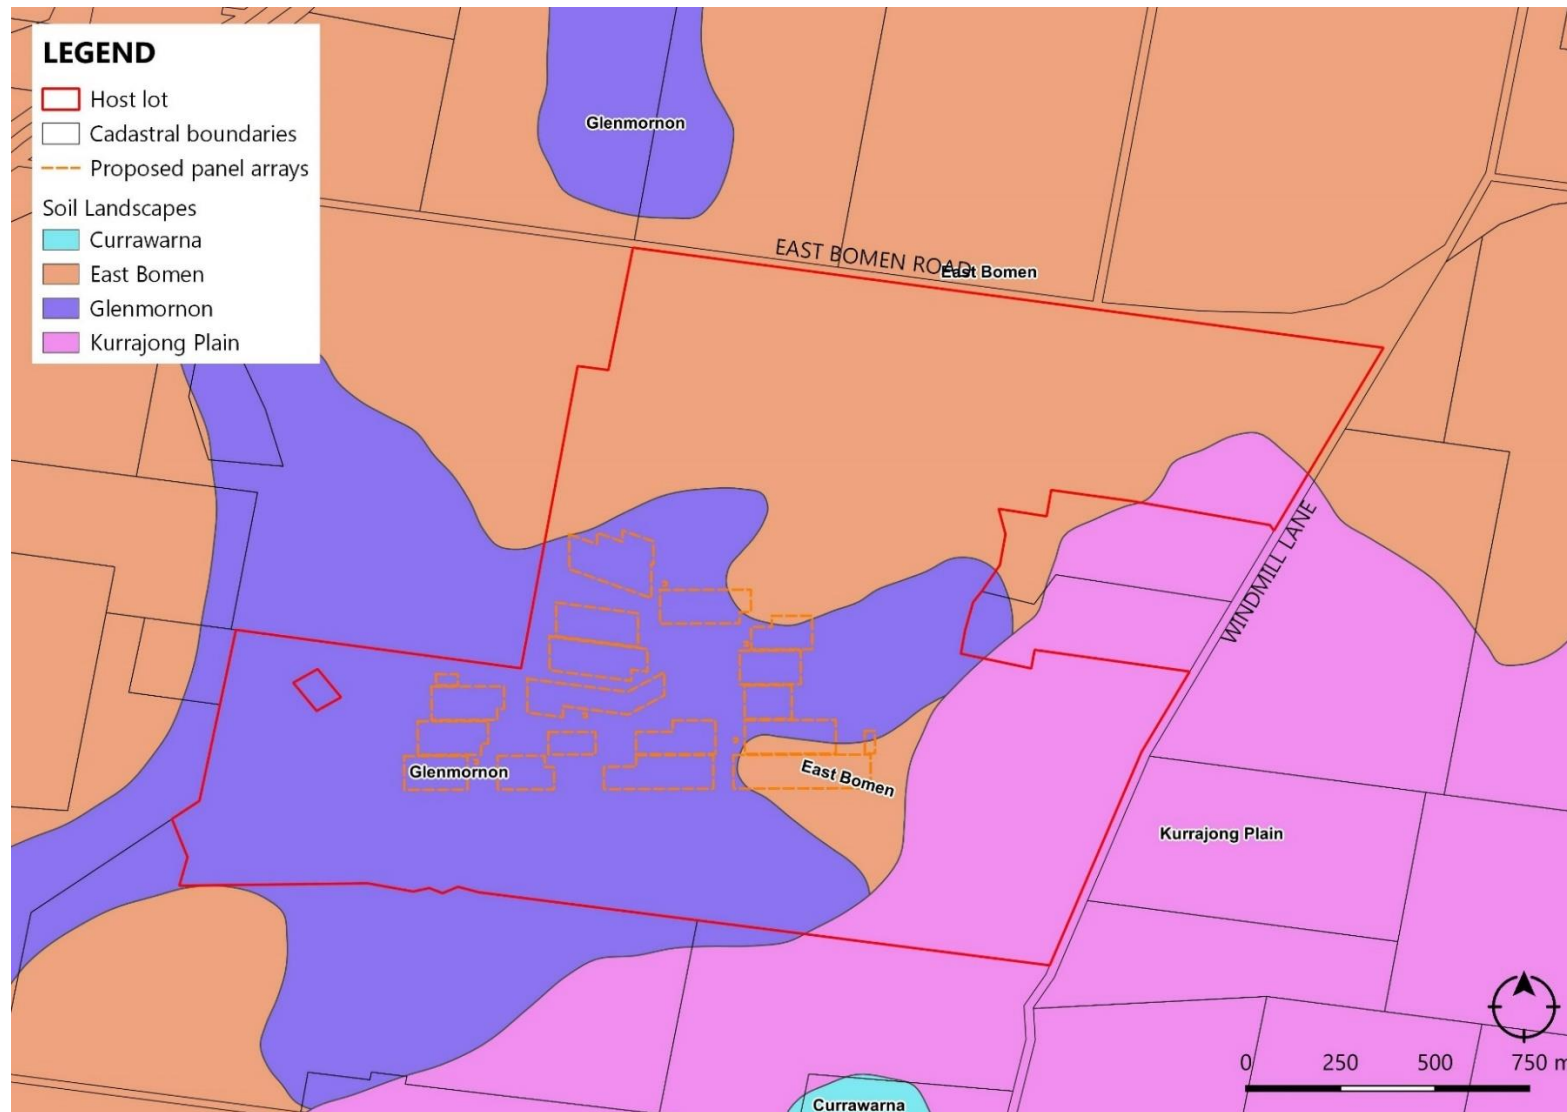 LEGEND
Host lot
Cadastral boundaries
Proposed panel arrays
Soil Landscapes
Currawarna
East Bomen
Glenmornon
Kurrajong Plain
Glenmornon
EAST BOMEN ROAD
East Bomen
WINDMILL LANE
Glenmornon
East Bomen
Kurrajong Plain
0 250 500 750 m
Currawarna